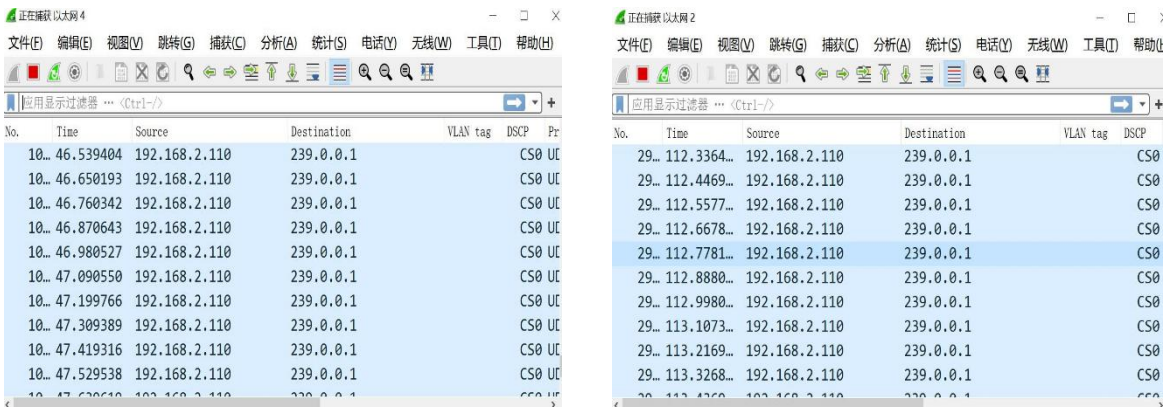 正在捕获 以太网 4
文件(F) 编辑(E) 视图(V) 跳转(G) 捕获(C) 分析(A) 统计(S) 电话(Y) 无线(W) 工具(T) 帮助(H)
应用显示过滤器 … <Ctrl-/>
No. Time Source Destination VLAN tag DSCP Pr
10… 46.539404 192.168.2.110 239.0.0.1 CS0 UD
10… 46.650193 192.168.2.110 239.0.0.1 CS0 UD
10… 46.760342 192.168.2.110 239.0.0.1 CS0 UD
10… 46.870643 192.168.2.110 239.0.0.1 CS0 UD
10… 46.980527 192.168.2.110 239.0.0.1 CS0 UD
10… 47.090550 192.168.2.110 239.0.0.1 CS0 UD
10… 47.199766 192.168.2.110 239.0.0.1 CS0 UD
10… 47.309389 192.168.2.110 239.0.0.1 CS0 UD
10… 47.419316 192.168.2.110 239.0.0.1 CS0 UD
10… 47.529538 192.168.2.110 239.0.0.1 CS0 UD
正在捕获 以太网 2
文件(F) 编辑(E) 视图(V) 跳转(G) 捕获(C) 分析(A) 统计(S) 电话(Y) 无线(W) 工具(T) 帮助(H
应用显示过滤器 … <Ctrl-/>
No. Time Source Destination VLAN tag DSCP
29… 112.3364… 192.168.2.110 239.0.0.1 CS0
29… 112.4469… 192.168.2.110 239.0.0.1 CS0
29… 112.5577… 192.168.2.110 239.0.0.1 CS0
29… 112.6678… 192.168.2.110 239.0.0.1 CS0
29… 112.7781… 192.168.2.110 239.0.0.1 CS0
29… 112.8880… 192.168.2.110 239.0.0.1 CS0
29… 112.9980… 192.168.2.110 239.0.0.1 CS0
29… 113.1073… 192.168.2.110 239.0.0.1 CS0
29… 113.2169… 192.168.2.110 239.0.0.1 CS0
29… 113.3268… 192.168.2.110 239.0.0.1 CS0